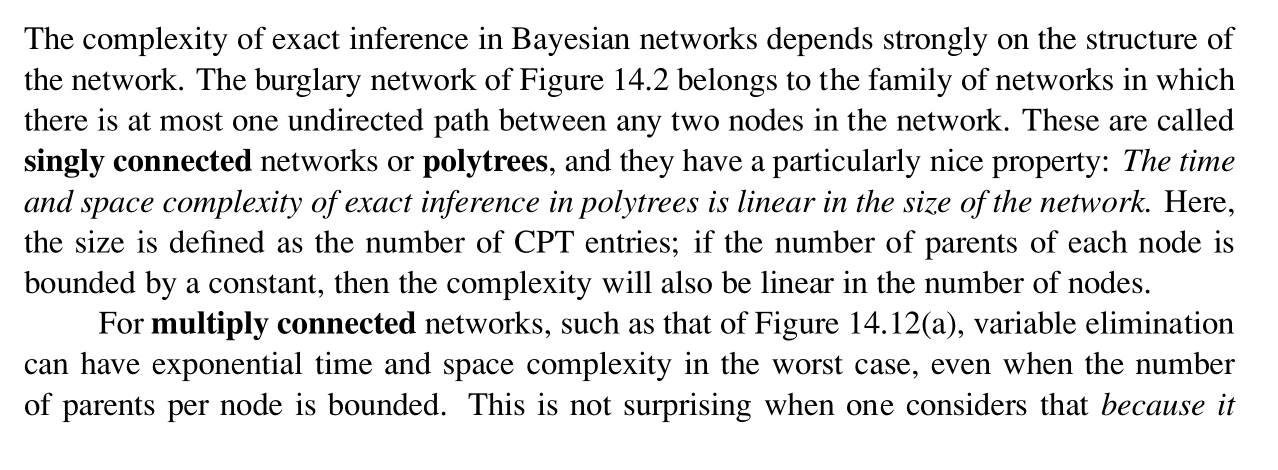 The complexity of exact inference in Bayesian networks depends strongly on the structure of
the network. The burglary network of Figure 14.2 belongs to the family of networks in which
there is at most one undirected path between any two nodes in the network. These are called
singly connected networks or polytrees, and they have a particularly nice property: The time
and space complexity of exact inference in polytrees is linear in the size of the network. Here,
the size is defined as the number of CPT entries; if the number of parents of each node is
bounded by a constant, then the complexity will also be linear in the number of nodes.
For multiply connected networks, such as that of Figure 14.12(a), variable elimination
can have exponential time and space complexity in the worst case, even when the number
of parents per node is bounded. This is not surprising when one considers that because it